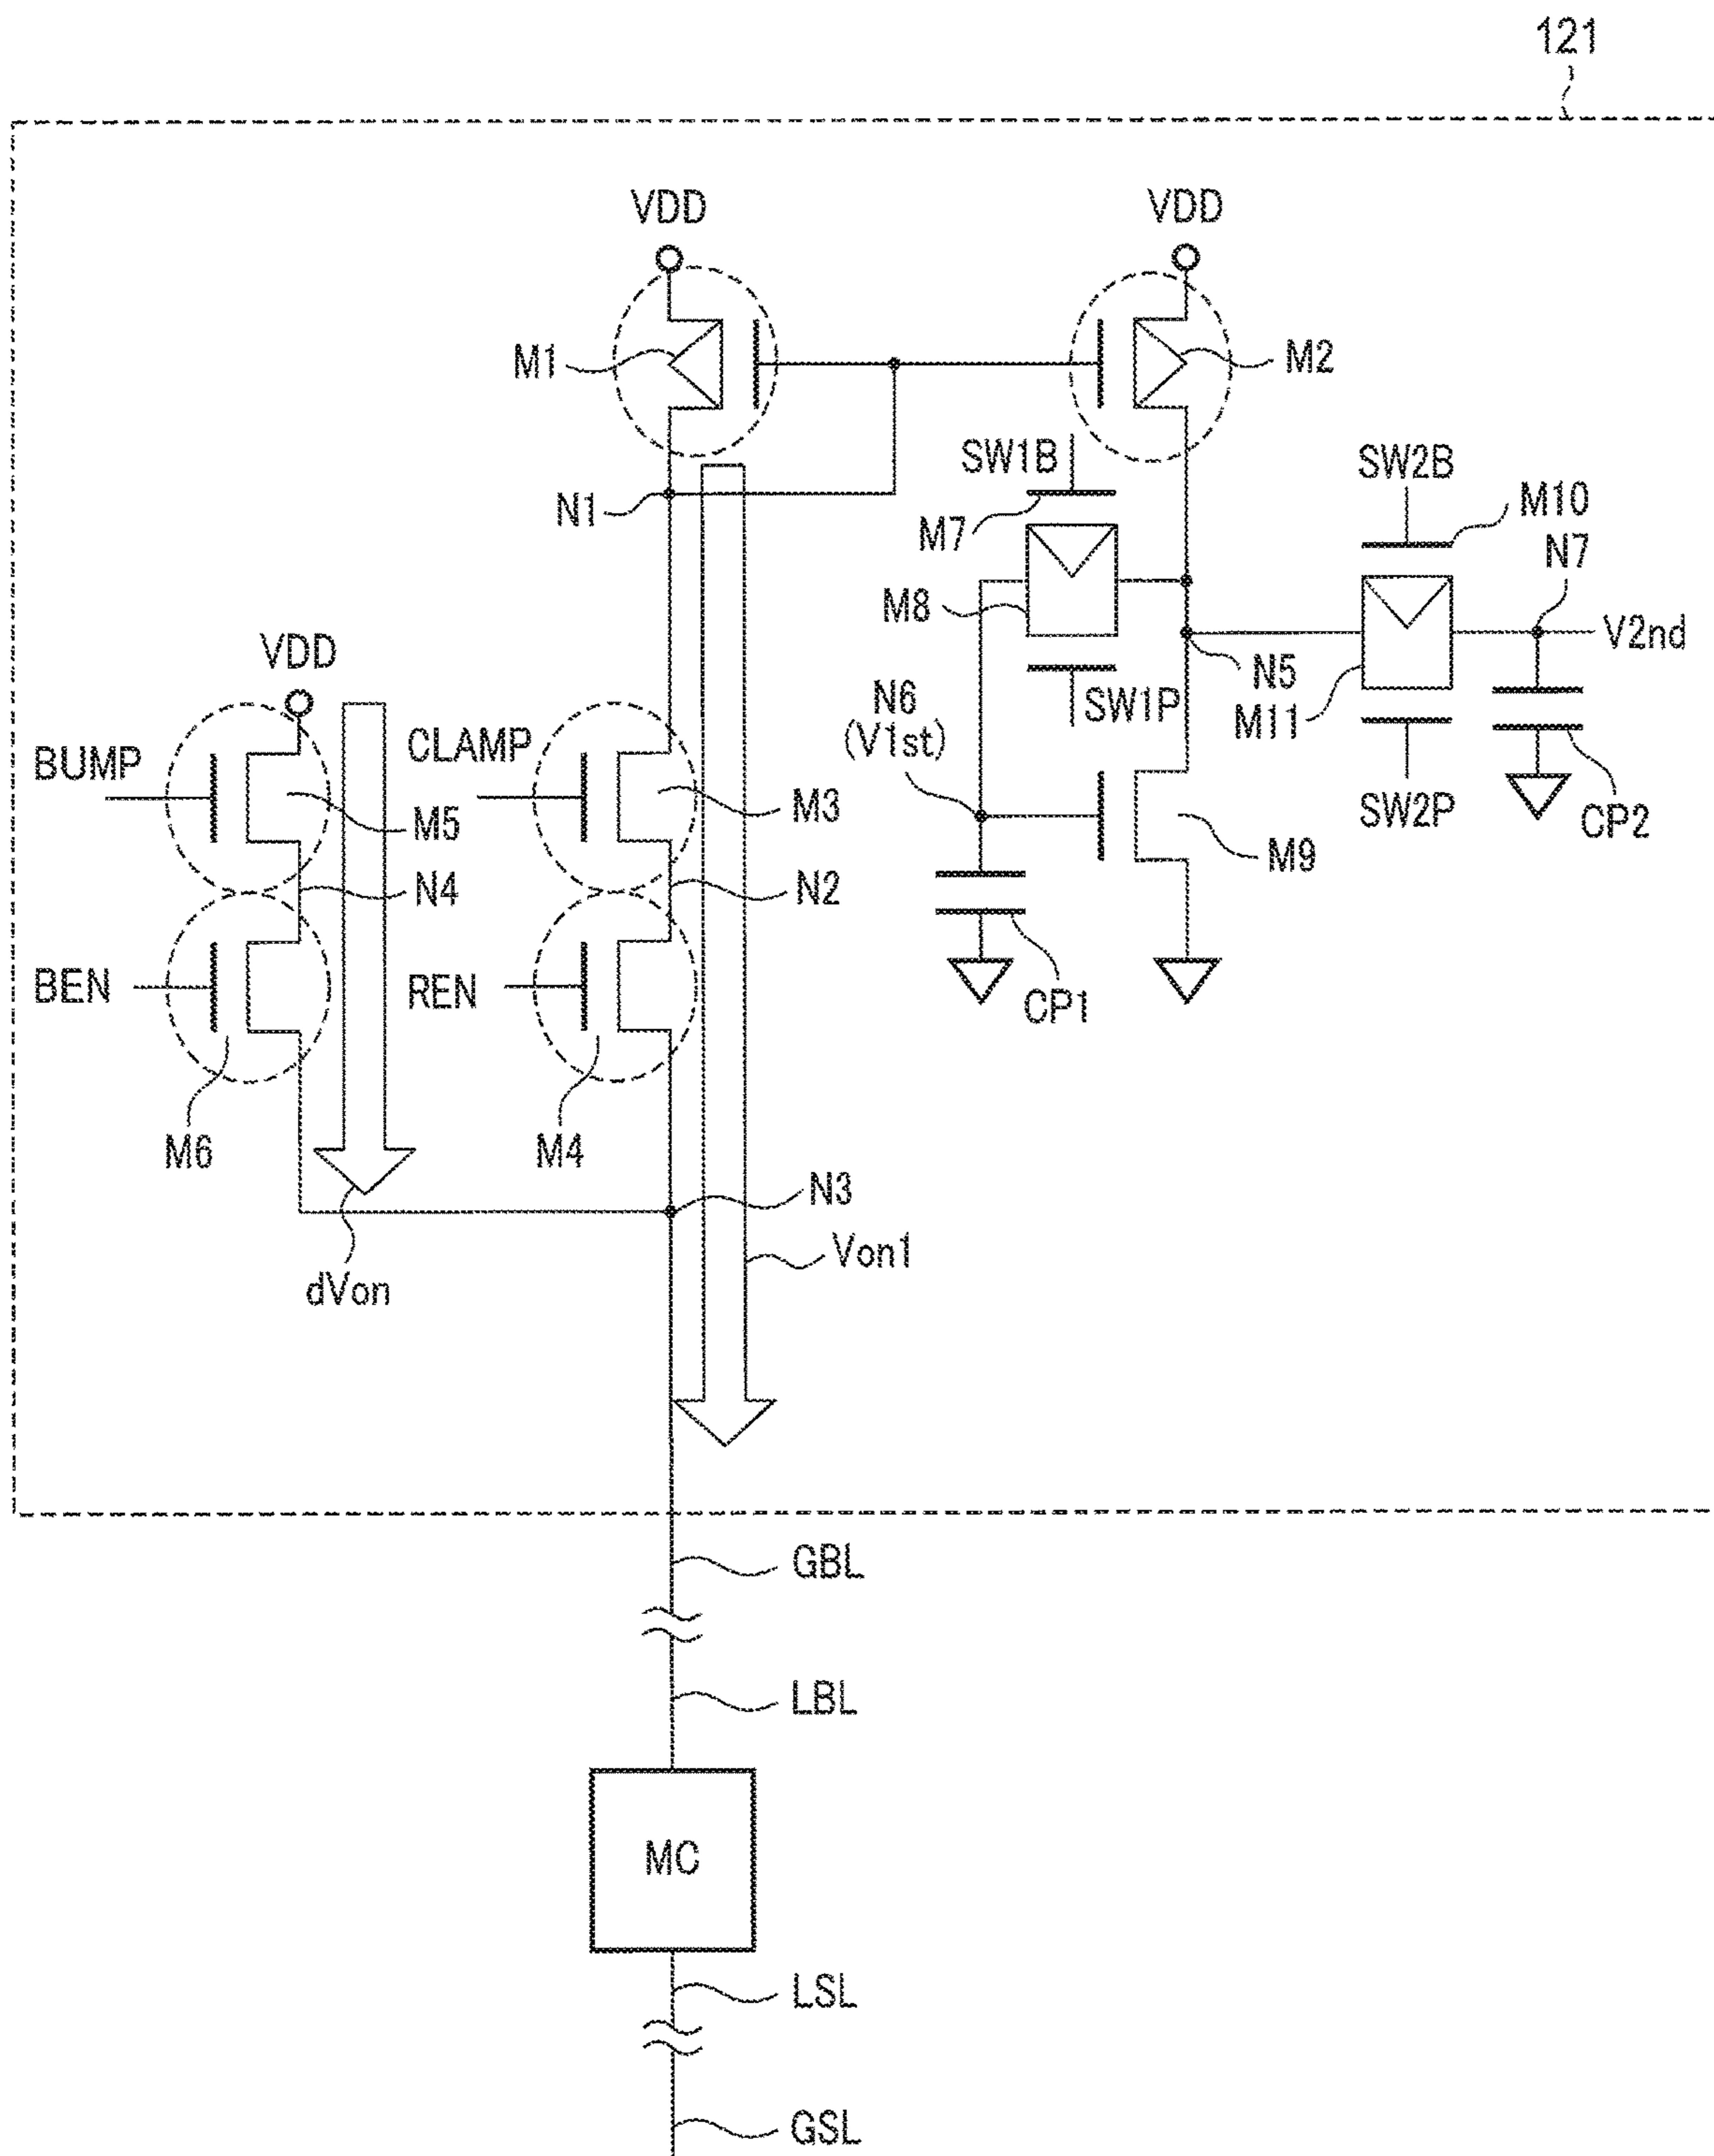 121
VDD
VDD
M1
M2
SW1B
SW2B
M10
N1
M7
N7
M8
V2nd
VDD
N6
(V1st)
SW1P
N5
M11
BUMP
CLAMP
M5
M3
SW2P
CP2
M9
N4
N2
BEN
REN
CP1
M6
M4
N3
dVon
Von1
GBL
LBL
MC
LSL
GSL